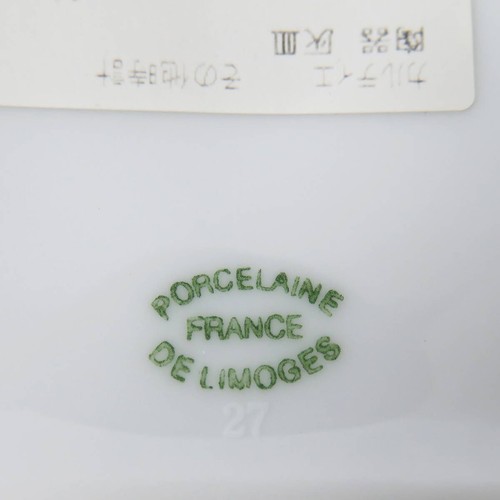 陶器 灰皿
カルティエ その他時計
PORCELAINE
FRANCE
DE LIMOGES
27